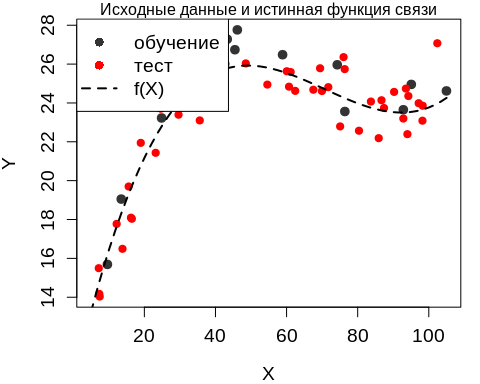 Исходные данные и истинная функция связи
обучение
тест
f(X)
Y
28
26
24
22
20
18
16
14
20 40 60 80 100
X